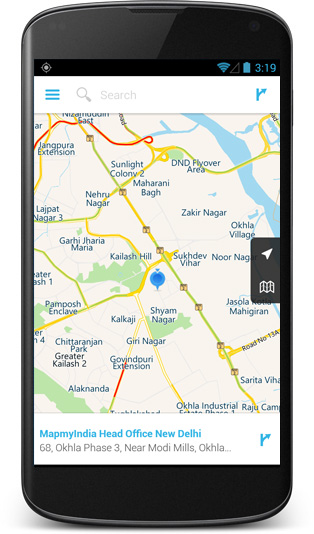 3:19
Search
Nizamuddin
East
Jangpura
Extension
Sunlight
Colony 2
DND Flyover
Area
Maharani
Bagh
Nehru
Nagar
Lajpat
Nagar 3
Zakir Nagar
Okhla
Village
Garhi Jharia
Maria
Kailash Hill
Sukhdev
Vihar
Noor Nagar
Jasola
Mahigiran
Pamposh
Enclave
Kalkaji
Shyam
Nagar
Road No 13A
Chittaranjan
Park
Greater
Kailash 2
Giri Nagar
Govindpuri
Extension
Alaknanda
Sarita Viha
Tughlakabad
Okhla Industrial
Estate Phase 1
Raju Camp
MapmyIndia Head Office New Delhi
68, Okhla Phase 3, Near Modi Mills, Okhla...